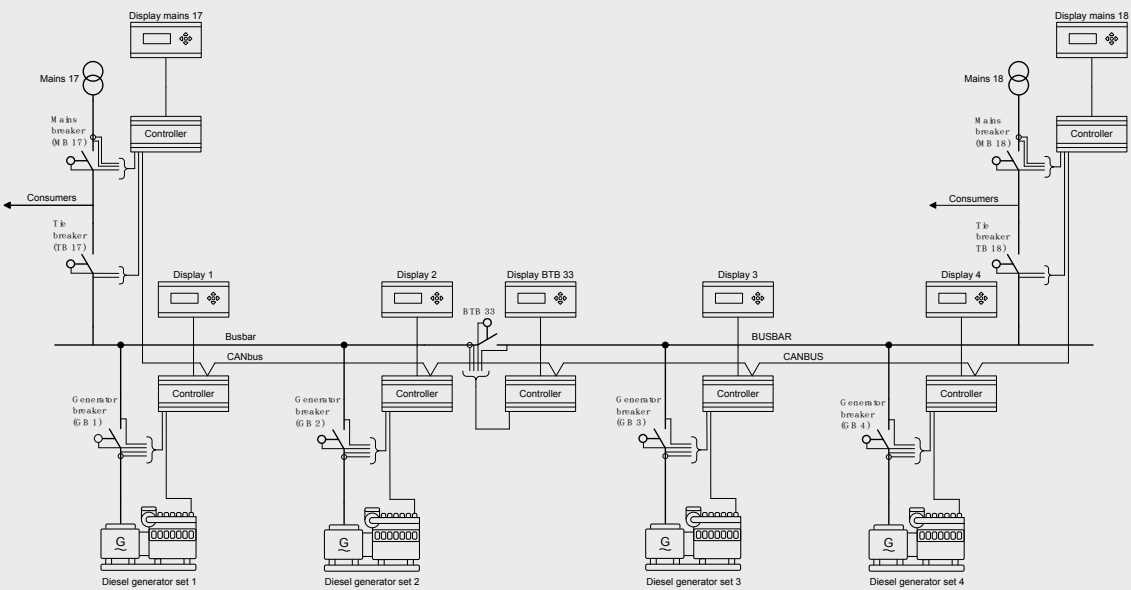 Display mains 17
Display mains 18
Mains 17
Mains 18
Mains
breaker
(MB 17)
Controller
Mains
breaker
(MB 18)
Controller
Consumers
Consumers
Tie
breaker
(TB 17)
Tie
breaker
TB 18)
Display 1
Display 2
Display BTB 33
Display 3
Display 4
BTB 33
Busbar
BUSBAR
CANbus
CANBUS
Controller
Controller
Controller
Controller
Controller
Generator
breaker
(GB 1)
Generator
breaker
(GB 2)
Generator
breaker
(GB 3)
Generator
breaker
(GB 4)
G
~
G
~
G
~
G
~
Diesel generator set 1
Diesel generator set 2
Diesel generator set 3
Diesel generator set 4